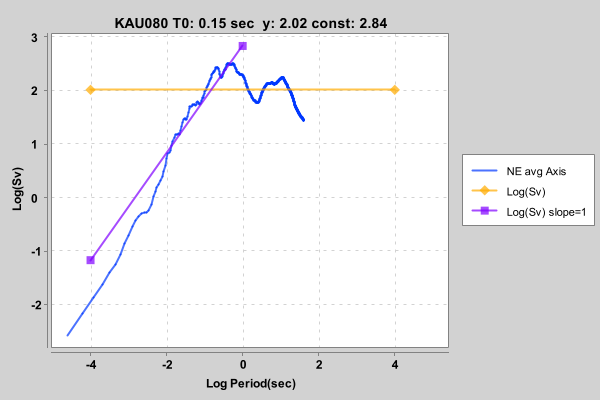 KAU080 T0: 0.15 sec  y: 2.02 const: 2.84
3
2
1
0
-1
-2
Log(Sv)
-4 -2 0 2 4
Log Period(sec)
NE avg Axis
Log(Sv)
Log(Sv) slope=1